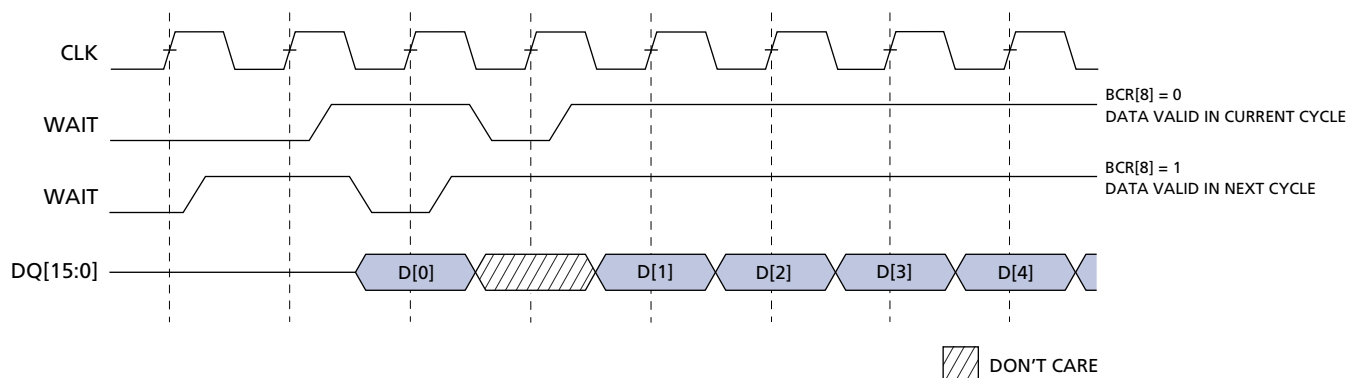 CLK
WAIT
BCR[8] = 0
DATA VALID IN CURRENT CYCLE
WAIT
BCR[8] = 1
DATA VALID IN NEXT CYCLE
DQ[15:0]
D[0]
D[1]
D[2]
D[3]
D[4]
DON'T CARE